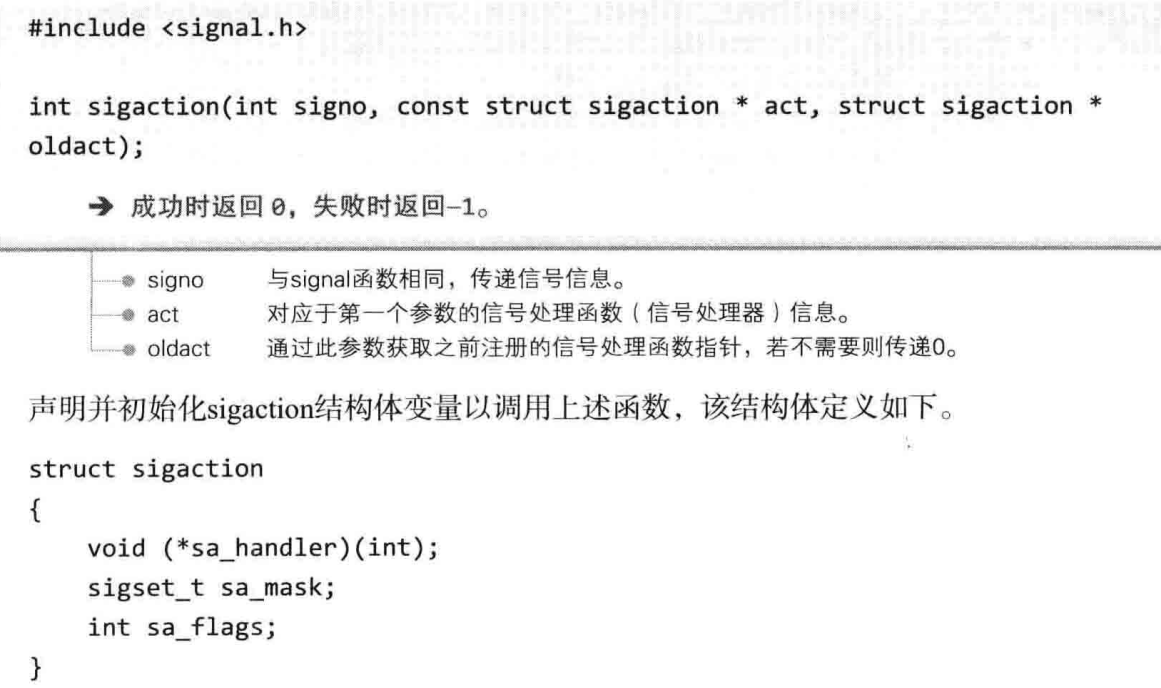 #include <signal.h>
int sigaction(int signo, const struct sigaction * act, struct sigaction *
oldact);
➔ 成功时返回 0，失败时返回–1。
signo 与signal函数相同，传递信号信息。
act 对应于第一个参数的信号处理函数（信号处理器）信息。
oldact 通过此参数获取之前注册的信号处理函数指针，若不需要则传递0。
声明并初始化sigaction结构体变量以调用上述函数，该结构体定义如下。
struct sigaction
{
    void (*sa_handler)(int);
    sigset_t sa_mask;
    int sa_flags;
}